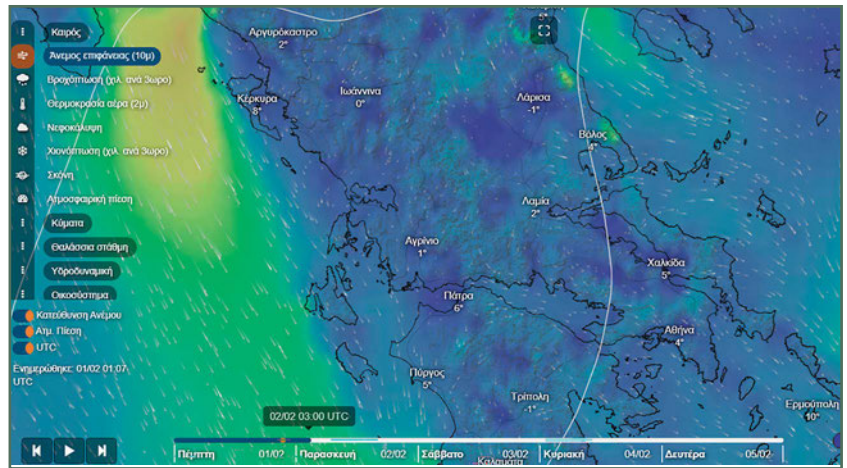 Καιρός
Άνεμος επιφάνειας (10μ)
Βροχόπτωση (χιλ. ανά 3ωρο)
Θερμοκρασία αέρα (2μ)
Νεφοκάλυψη
Χιονόπτωση (χιλ. ανά 3ωρο)
Σκόνη
Ατμοσφαιρική πίεση
Κύματα
Θαλάσσια στάθμη
Υδροδυναμική
Οικοσύστημα
Κατεύθυνση Ανέμου
Ατμ. Πίεση
UTC
Ενημερώθηκε: 01/02 01:07
UTC
Αργυρόκαστρο
2°
Κέρκυρα
8°
Ιωάννινα
0°
Λάρισα
-1°
Βόλος
4°
Λαμία
2°
Αγρίνιο
1°
Χαλκίδα
5°
Πάτρα
6°
Αθήνα
4°
Πύργος
5°
Τρίπολη
-1°
Ερμούπολη
10°
Καλαμάτα
02/02 03:00 UTC
Πέμπτη 01/02 Παρασκευή 02/02 Σάββατο 03/02 Κυριακή 04/02 Δευτέρα 05/02